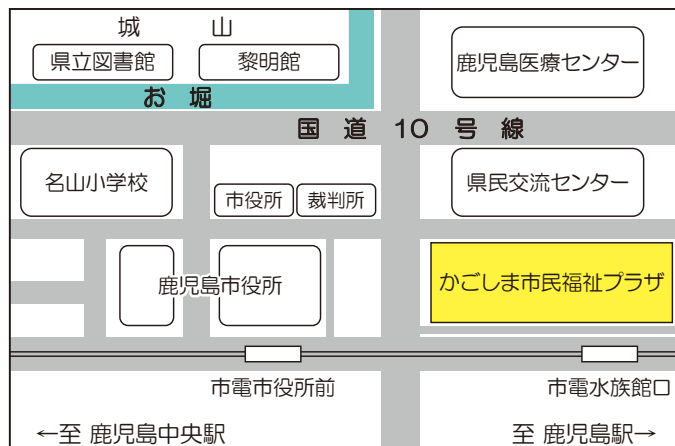 城 山
県立図書館
黎明館
鹿児島医療センター
お 堀
国 道 10 号 線
名山小学校
市役所
裁判所
県民交流センター
鹿児島市役所
かごしま市民福祉プラザ
市電市役所前
市電水族館口
←至 鹿児島中央駅
至 鹿児島駅→